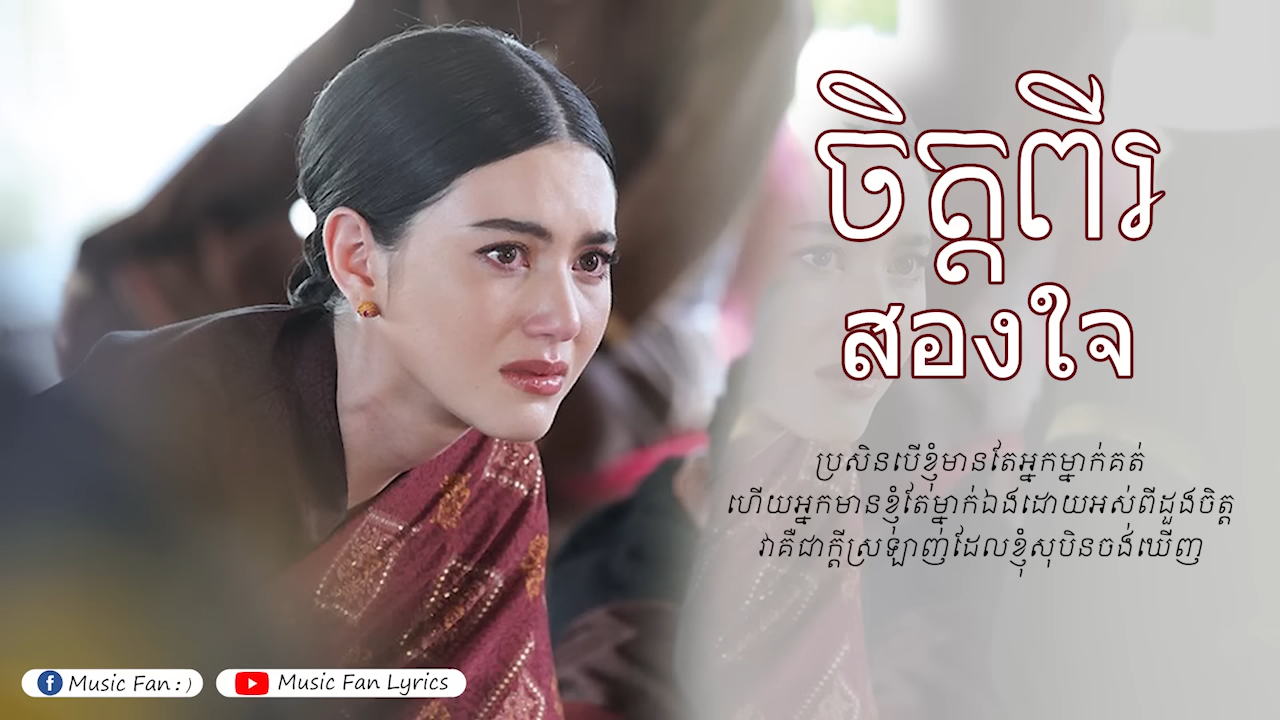 ចិត្តពីរ
สองใจ
ប្រសិនបើខ្ញុំមានតែអ្នកម្នាក់គត់
ហើយអ្នកមានខ្ញុំតែម្នាក់ឯងដោយអស់ពីដួងចិត្ត
វាគឺជាក្ដីស្រឡាញ់ដែលខ្ញុំសុបិនចង់ឃើញ
Music Fan : )
Music Fan Lyrics